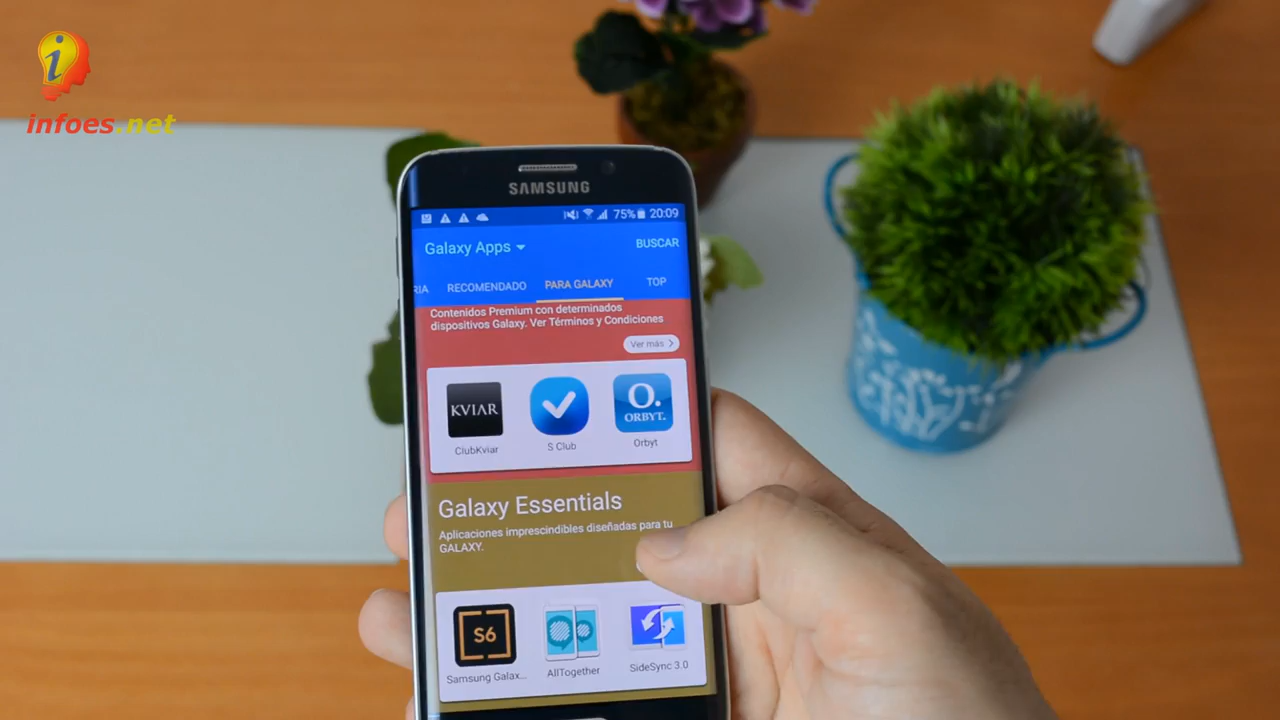 i
infoes.net
SAMSUNG
75% 20:09
Galaxy Apps
BUSCAR
RIA RECOMENDADO PARA GALAXY TOP
Contenidos Premium con determinados
dispositivos Galaxy. Ver Términos y Condiciones
Ver más
KVIAR
O.
ORBYT.
ClubKviar
S Club
Orbyt
Galaxy Essentials
Aplicaciones imprescindibles diseñadas para tu
GALAXY.
S6
Samsung Galax...
AllTogether
SideSync 3.0